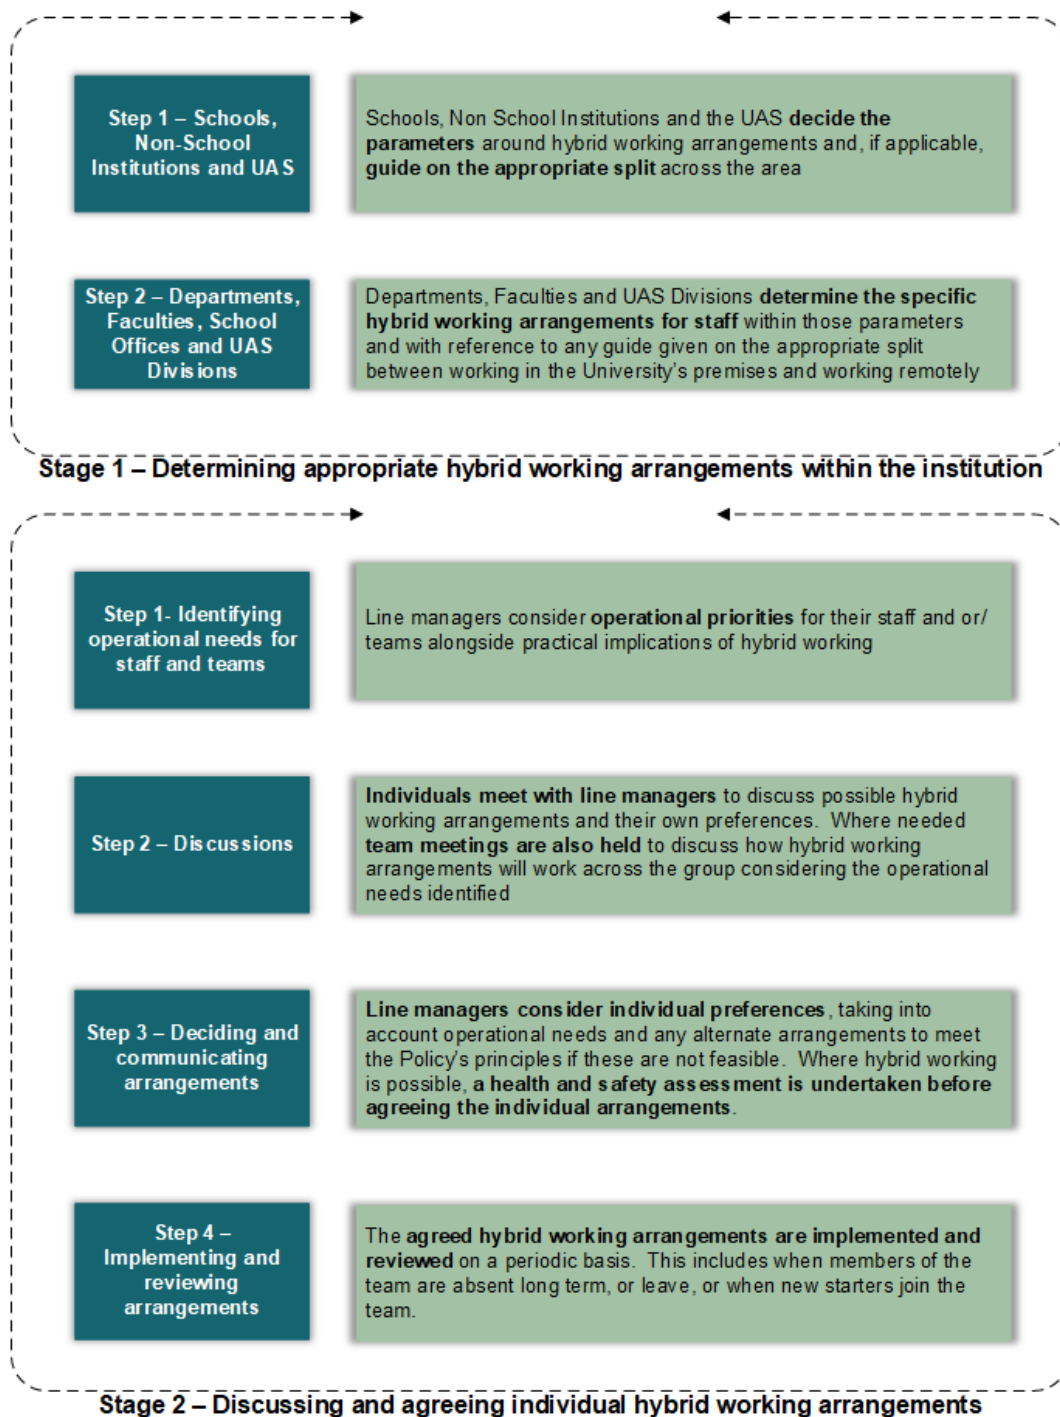 Step 1 – Schools,
Non-School
Institutions and UAS
Schools, Non School Institutions and the UAS decide the
parameters around hybrid working arrangements and, if applicable,
guide on the appropriate split across the area
Step 2 – Departments,
Faculties, School
Offices and UAS
Divisions
Departments, Faculties and UAS Divisions determine the specific
hybrid working arrangements for staff within those parameters
and with reference to any guide given on the appropriate split
between working in the University's premises and working remotely
Stage 1 – Determining appropriate hybrid working arrangements within the institution
Step 1- Identifying
operational needs for
staff and teams
Line managers consider operational priorities for their staff and or/
teams alongside practical implications of hybrid working
Step 2 – Discussions
Individuals meet with line managers to discuss possible hybrid
working arrangements and their own preferences.  Where needed
team meetings are also held to discuss how hybrid working
arrangements will work across the group considering the operational
needs identified
Step 3 – Deciding and
communicating
arrangements
Line managers consider individual preferences, taking into
account operational needs and any alternate arrangements to meet
the Policy's principles if these are not feasible.  Where hybrid working
is possible, a health and safety assessment is undertaken before
agreeing the individual arrangements.
Step 4 –
Implementing and
reviewing
arrangements
The agreed hybrid working arrangements are implemented and
reviewed on a periodic basis.  This includes when members of the
team are absent long term, or leave, or when new starters join the
team.
Stage 2 – Discussing and agreeing individual hybrid working arrangements